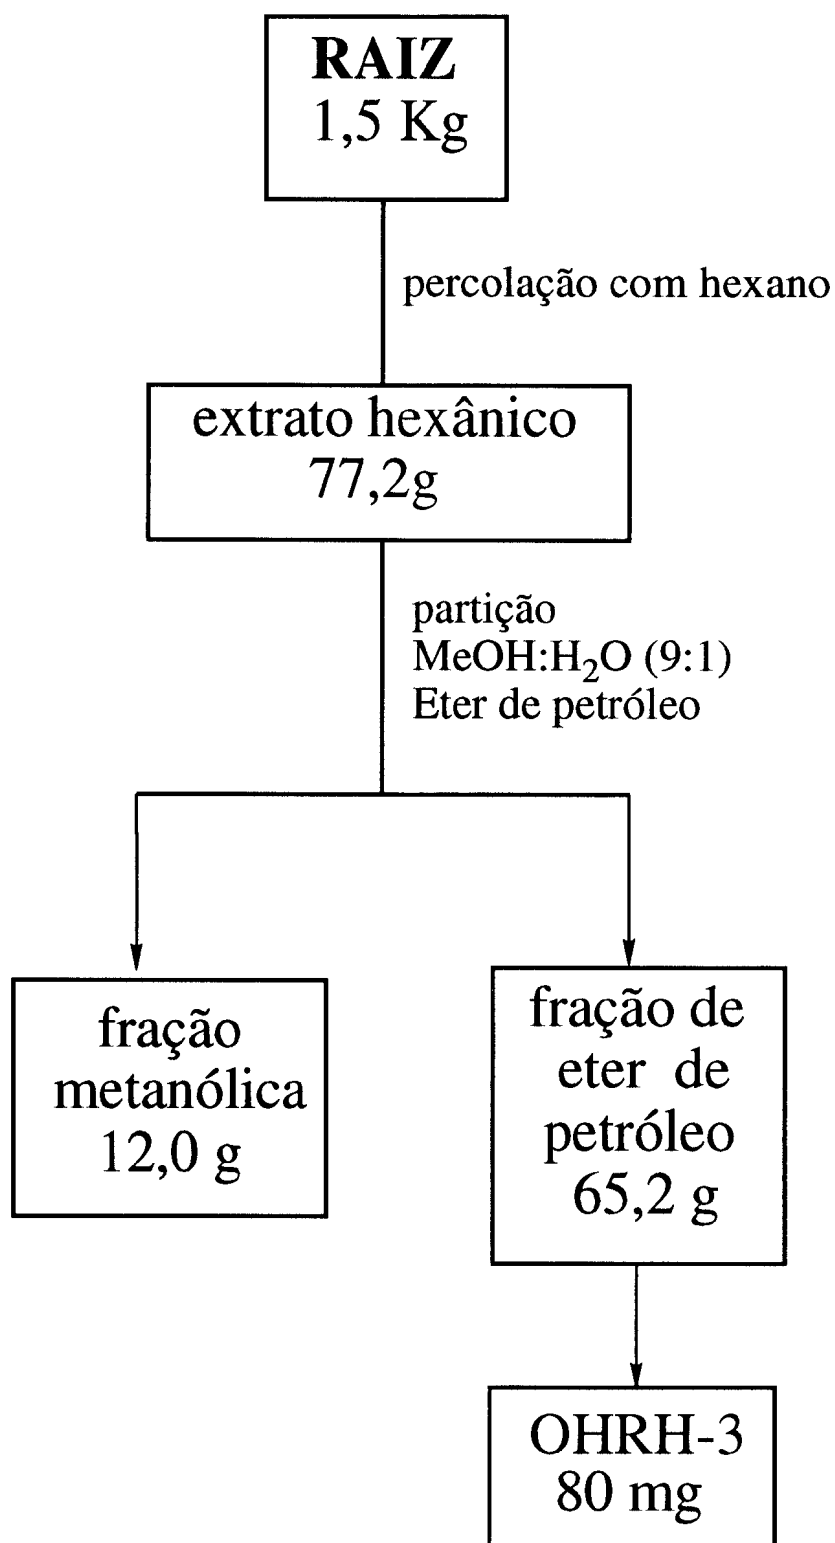 RAIZ
1,5 Kg
percolação com hexano
extrato hexânico
77,2g
partição
MeOH:H₂O (9:1)
Eter de petróleo
fração
metanólica
12,0 g
fração de
eter de
petróleo
65,2 g
OHRH-3
80 mg